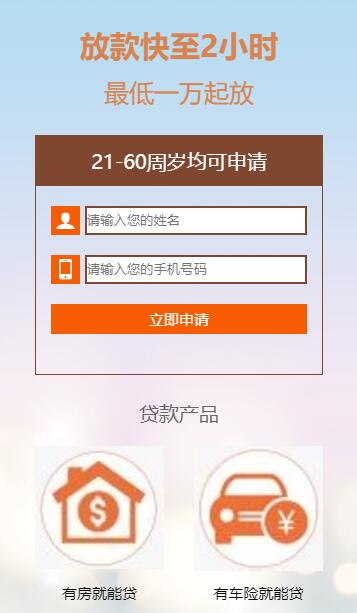 放款快至2小时
最低一万起放
21-60周岁均可申请
请输入您的姓名
请输入您的手机号码
立即申请
贷款产品
$
¥
有房就能贷
有车险就能贷